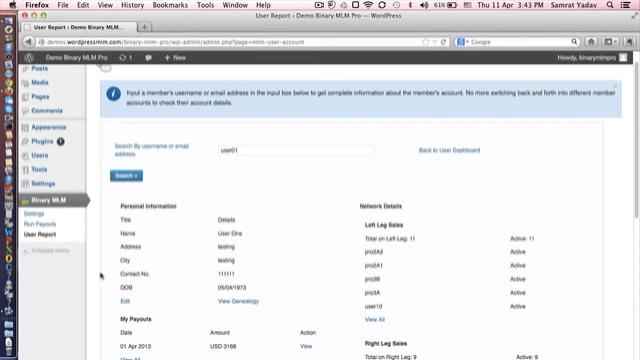 Firefox File Edit View History Bookmarks Tools Window Help
61% Thu 11 Apr 3:43 PM Samrat Yadav
User Report ‹ Demo Binary MLM Pro — WordPress
User Report ‹ Demo Binary MLM Pro...
demos.wordpressmlm.com/binary-mlm-pro/wp-admin/admin.php?page=mlm-user-account
Google
Demo Binary MLM Pro 1 + New
Howdy, binarymlmpro
Posts
Media
Pages
Comments
Appearance
Plugins 1
Users
Tools
Settings
Binary MLM
Settings
Run Payouts
User Report
Collapse menu
Input a member's username or email address in the input box below to get complete information about the member's account. No more switching back and forth into different member
accounts to check their account details.
Search By username or email
address:
user01
Back to User Dashboard
Search »
Personal Information
Title Details
Name User One
Address testing
City testing
Contact No. 111111
DOB 05/04/1973
Edit View Genealogy
My Payouts
Date Amount Action
01 Apr 2013 USD 3168 View
View All
Network Details
Left Leg Sales
Total on Left Leg: 11 Active: 11
pro2A2 Active
pro2A1 Active
pro3B Active
pro3A Active
user10 Active
View All
Right Leg Sales
Total on Right Leg: 9 Active: 9